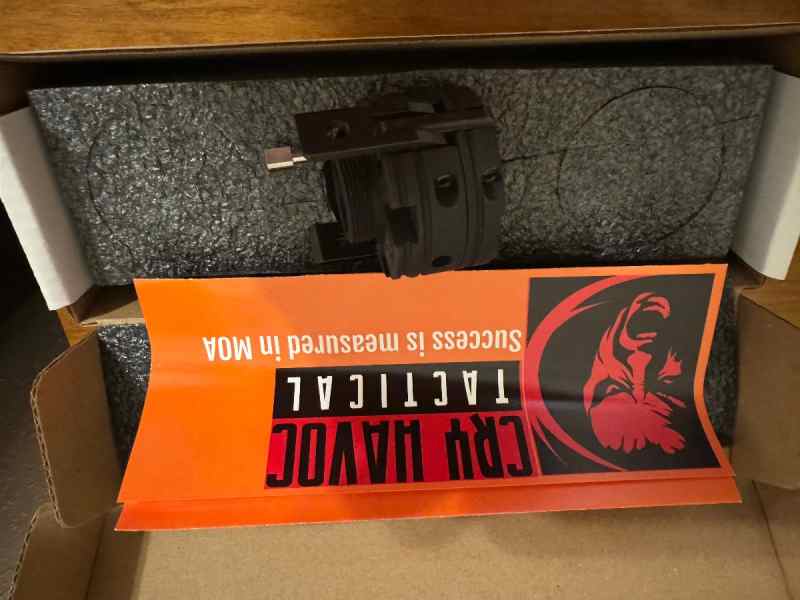 CRY HAVOC
TACTICAL
Success is measured in MOA